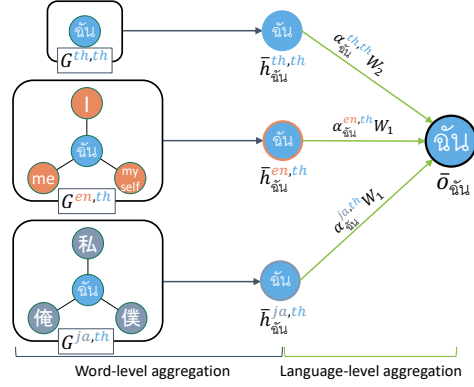 ฉัน
G^{th,th}
ฉัน
h̄_{ฉัน}^{th,th}
α_{ฉัน}^{th,th} W_2
I
ฉัน
me
my
self
G^{en,th}
ฉัน
h̄_{ฉัน}^{en,th}
α_{ฉัน}^{en,th} W_1
ฉัน
ō_{ฉัน}
私
ฉัน
俺
僕
G^{ja,th}
ฉัน
h̄_{ฉัน}^{ja,th}
α_{ฉัน}^{ja,th} W_1
Word-level aggregation
Language-level aggregation